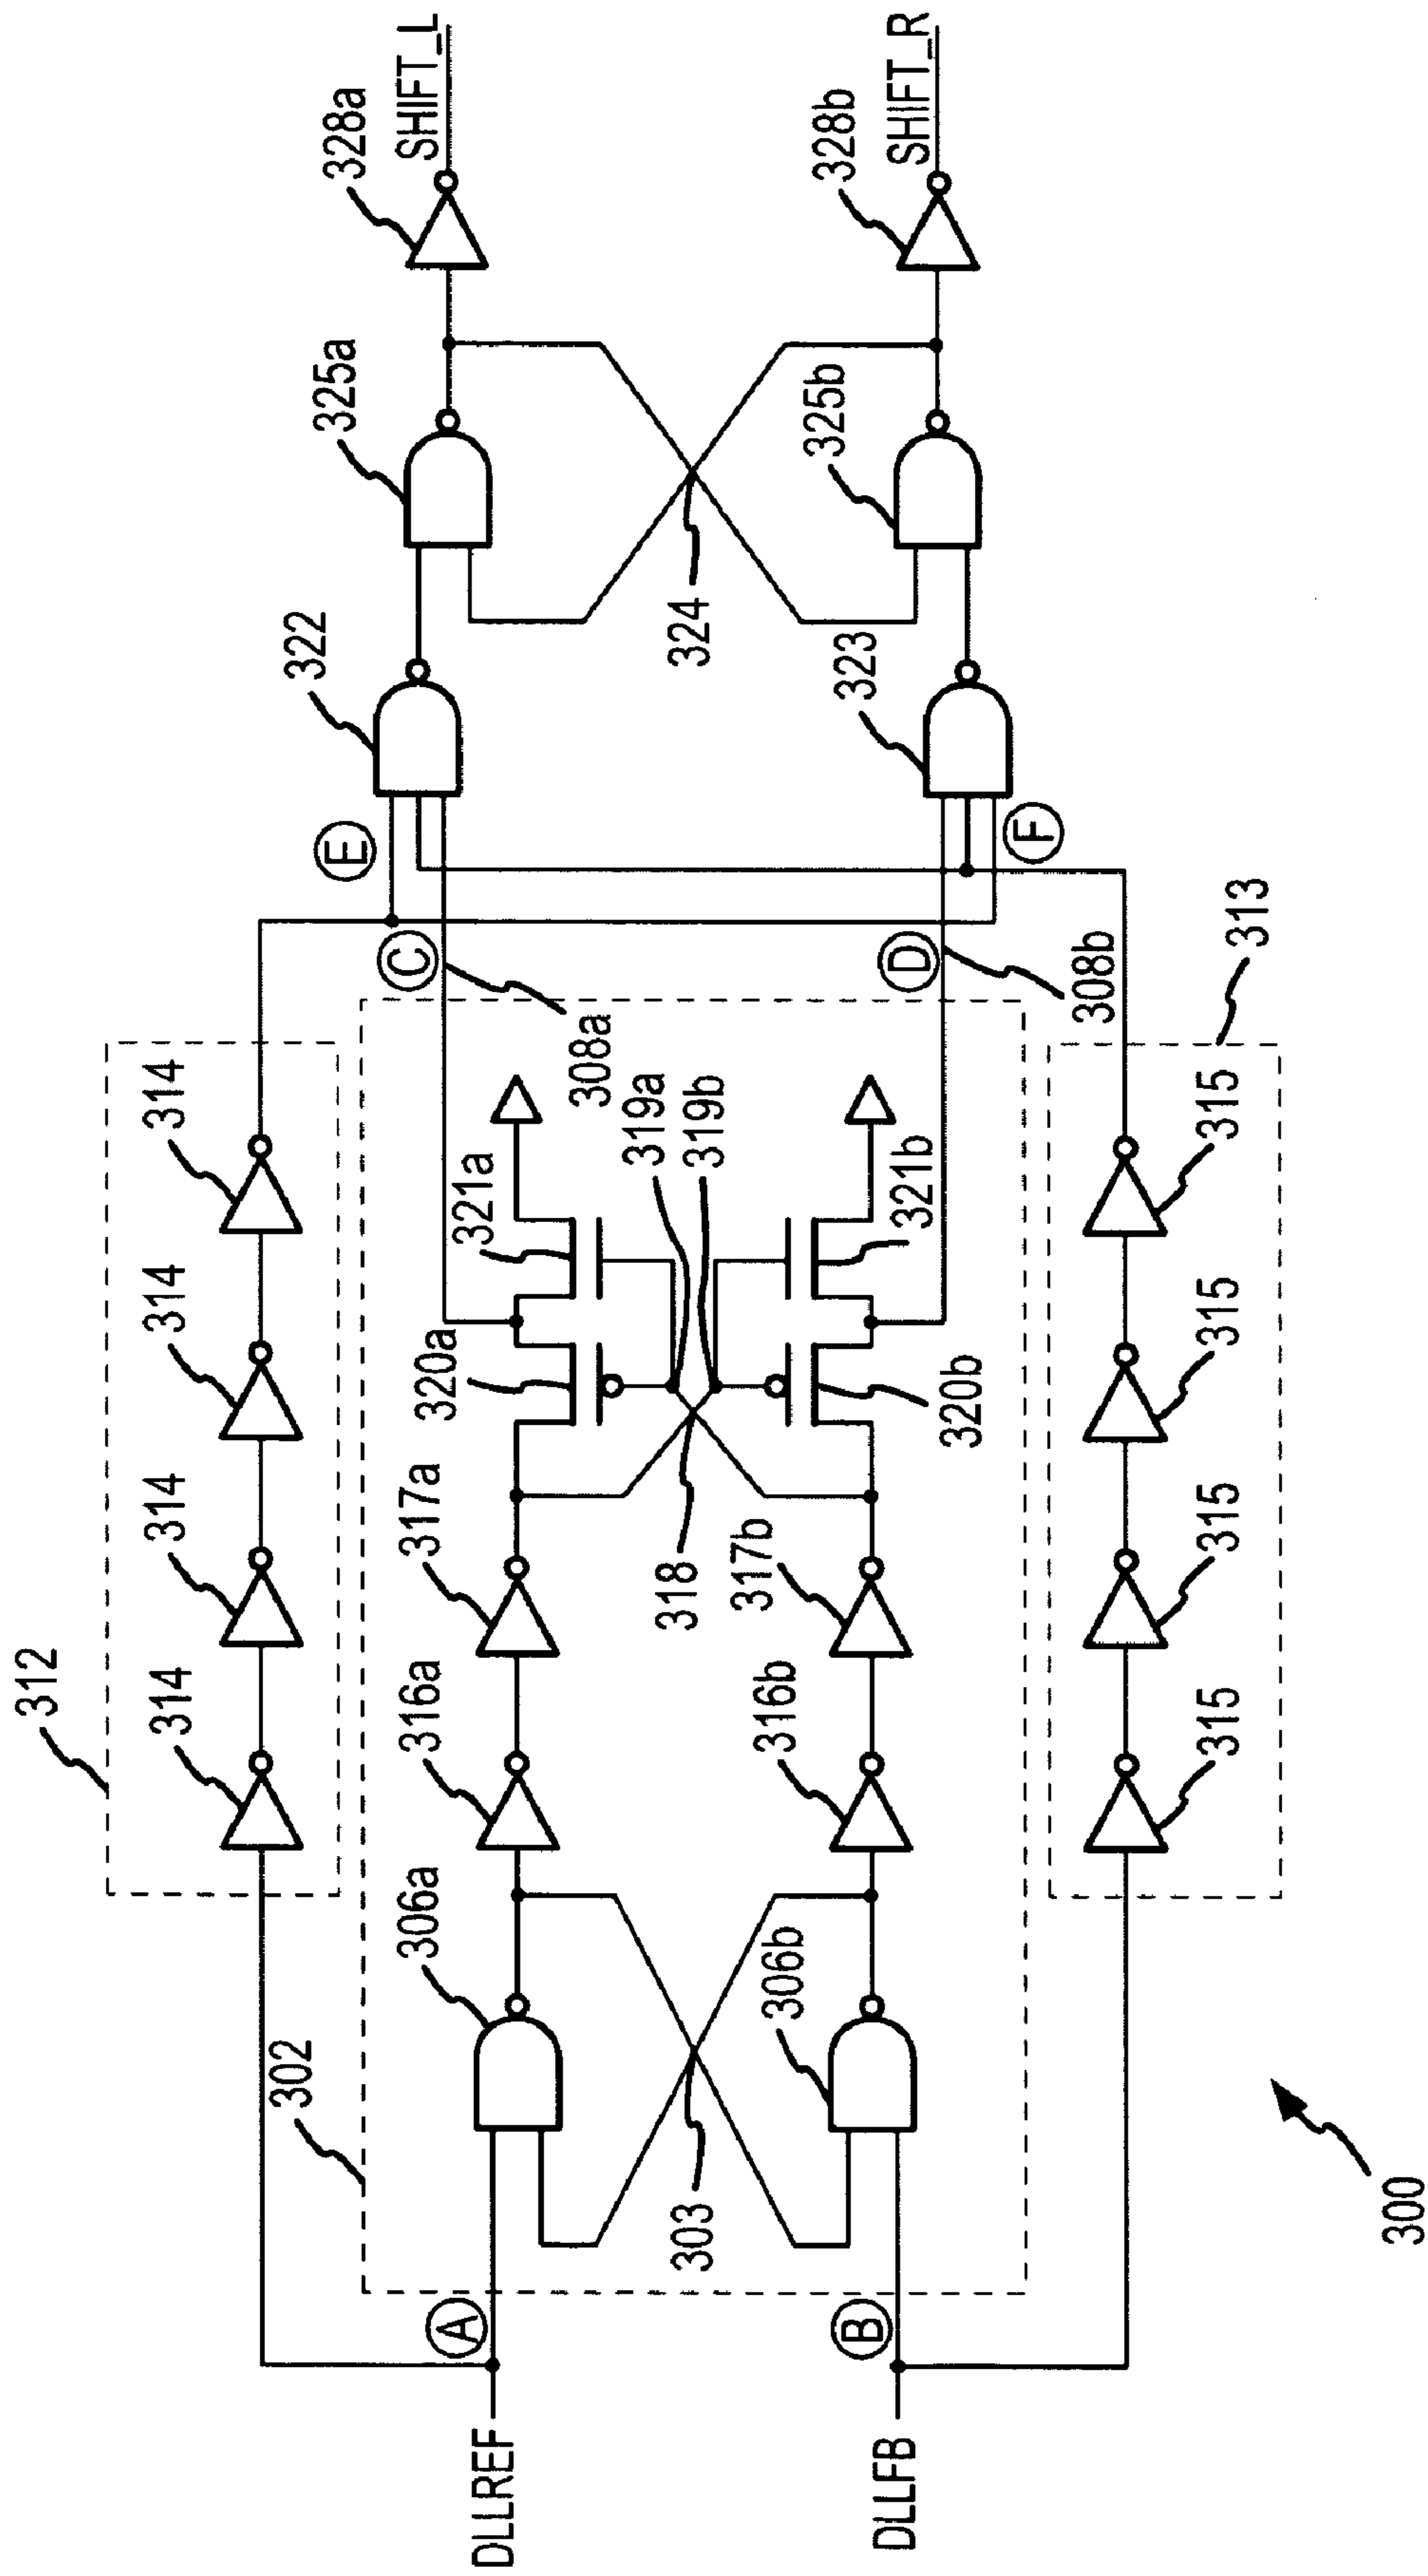 312
314
314
314
314
302
306a
316a
317a
320a
321a
308a
322
325a
328a
SHIFT_L
DLLREF
A
C
E
303
318
319a
319b
324
DLLFB
B
306b
316b
317b
320b
321b
D
308b
F
323
325b
328b
SHIFT_R
315
315
315
315
313
300